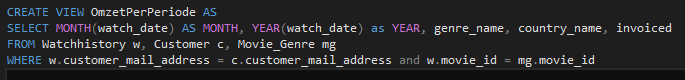 CREATE VIEW OmzetPerPeriode AS
SELECT MONTH(watch_date) AS MONTH, YEAR(watch_date) as YEAR, genre_name, country_name, invoiced
FROM Watchhistory w, Customer c, Movie_Genre mg
WHERE w.customer_mail_address = c.customer_mail_address and w.movie_id = mg.movie_id